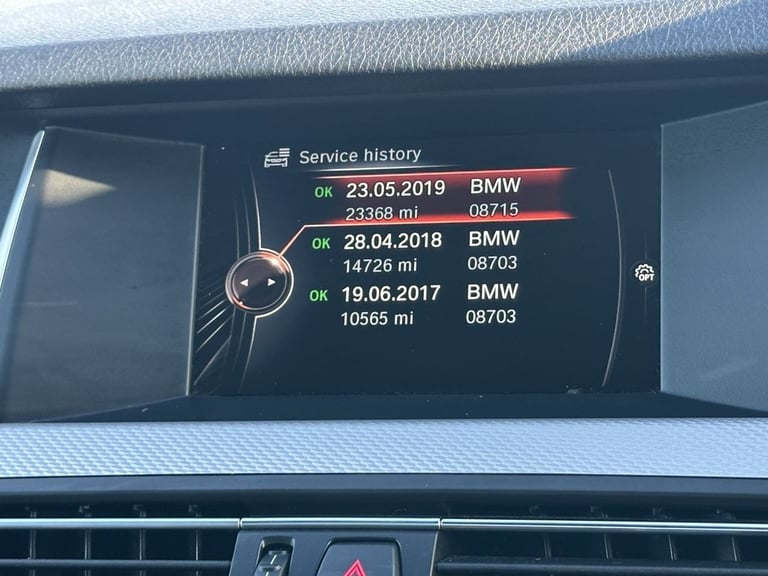 Service history
OK 23.05.2019 BMW
23368 mi 08715
OK 28.04.2018 BMW
14726 mi 08703
OK 19.06.2017 BMW
10565 mi 08703
OPT